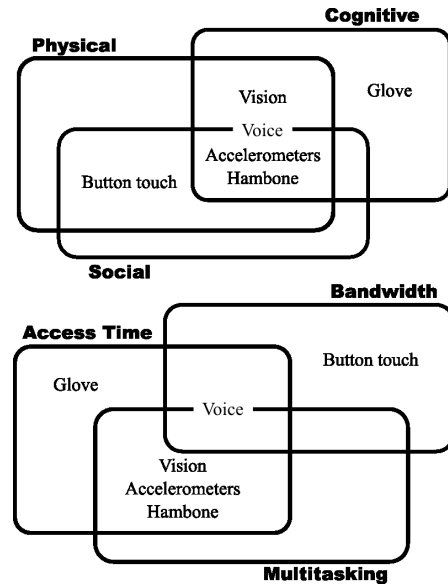 Cognitive
Physical
Vision
Glove
Voice
Accelerometers
Button touch
Hambone
Social
Bandwidth
Access Time
Button touch
Glove
Voice
Vision
Accelerometers
Hambone
Multitasking